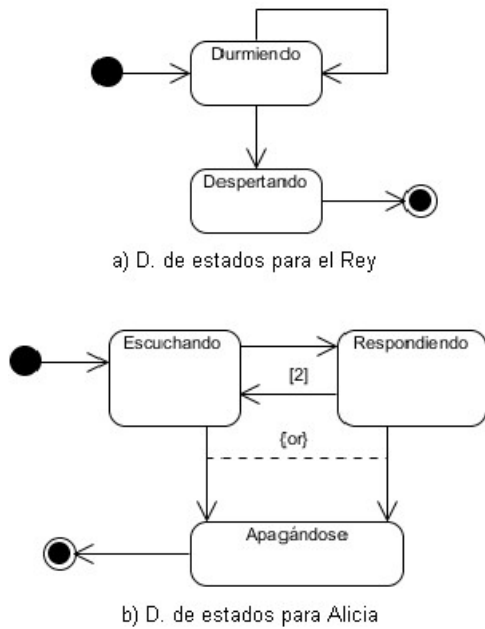 Durmiendo
Despertando
a) D. de estados para el Rey
Escuchando
Respondiendo
[2]
{or}
Apagándose
b) D. de estados para Alicia